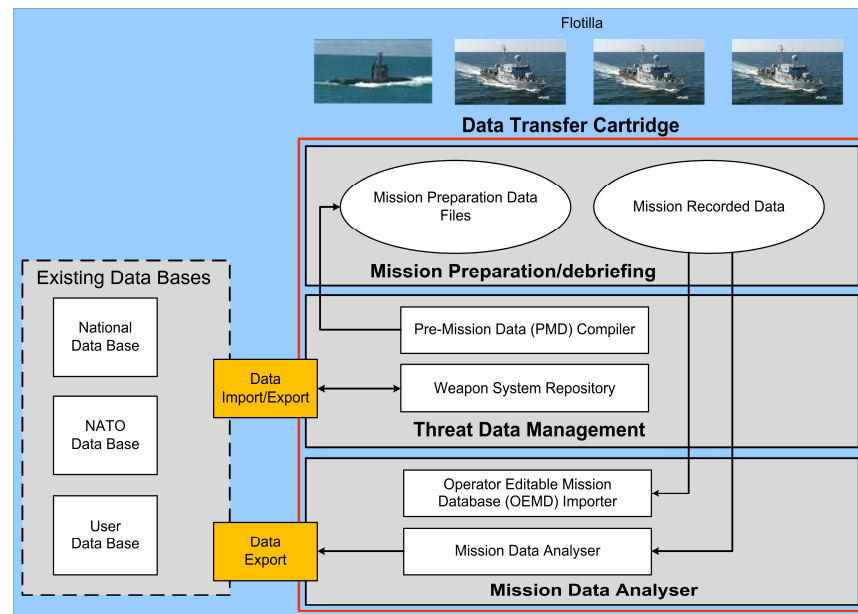 Flotilla
Data Transfer Cartridge
Mission Preparation Data
Files
Mission Recorded Data
Mission Preparation/debriefing
Existing Data Bases
National
Data Base
NATO
Data Base
User
Data Base
Data
Import/Export
Data
Export
Pre-Mission Data (PMD) Compiler
Weapon System Repository
Threat Data Management
Operator Editable Mission
Database (OEMD) Importer
Mission Data Analyser
Mission Data Analyser